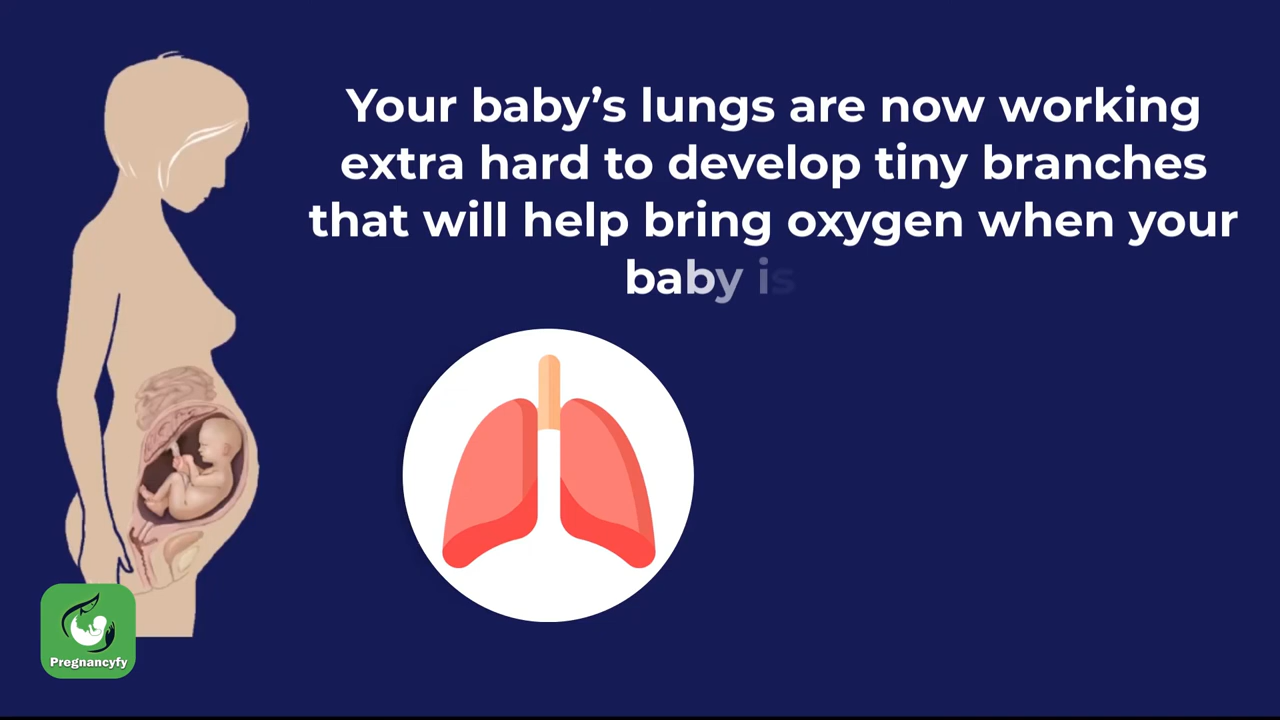 Your baby’s lungs are now working
extra hard to develop tiny branches
that will help bring oxygen when your
baby is
Pregnancyfy